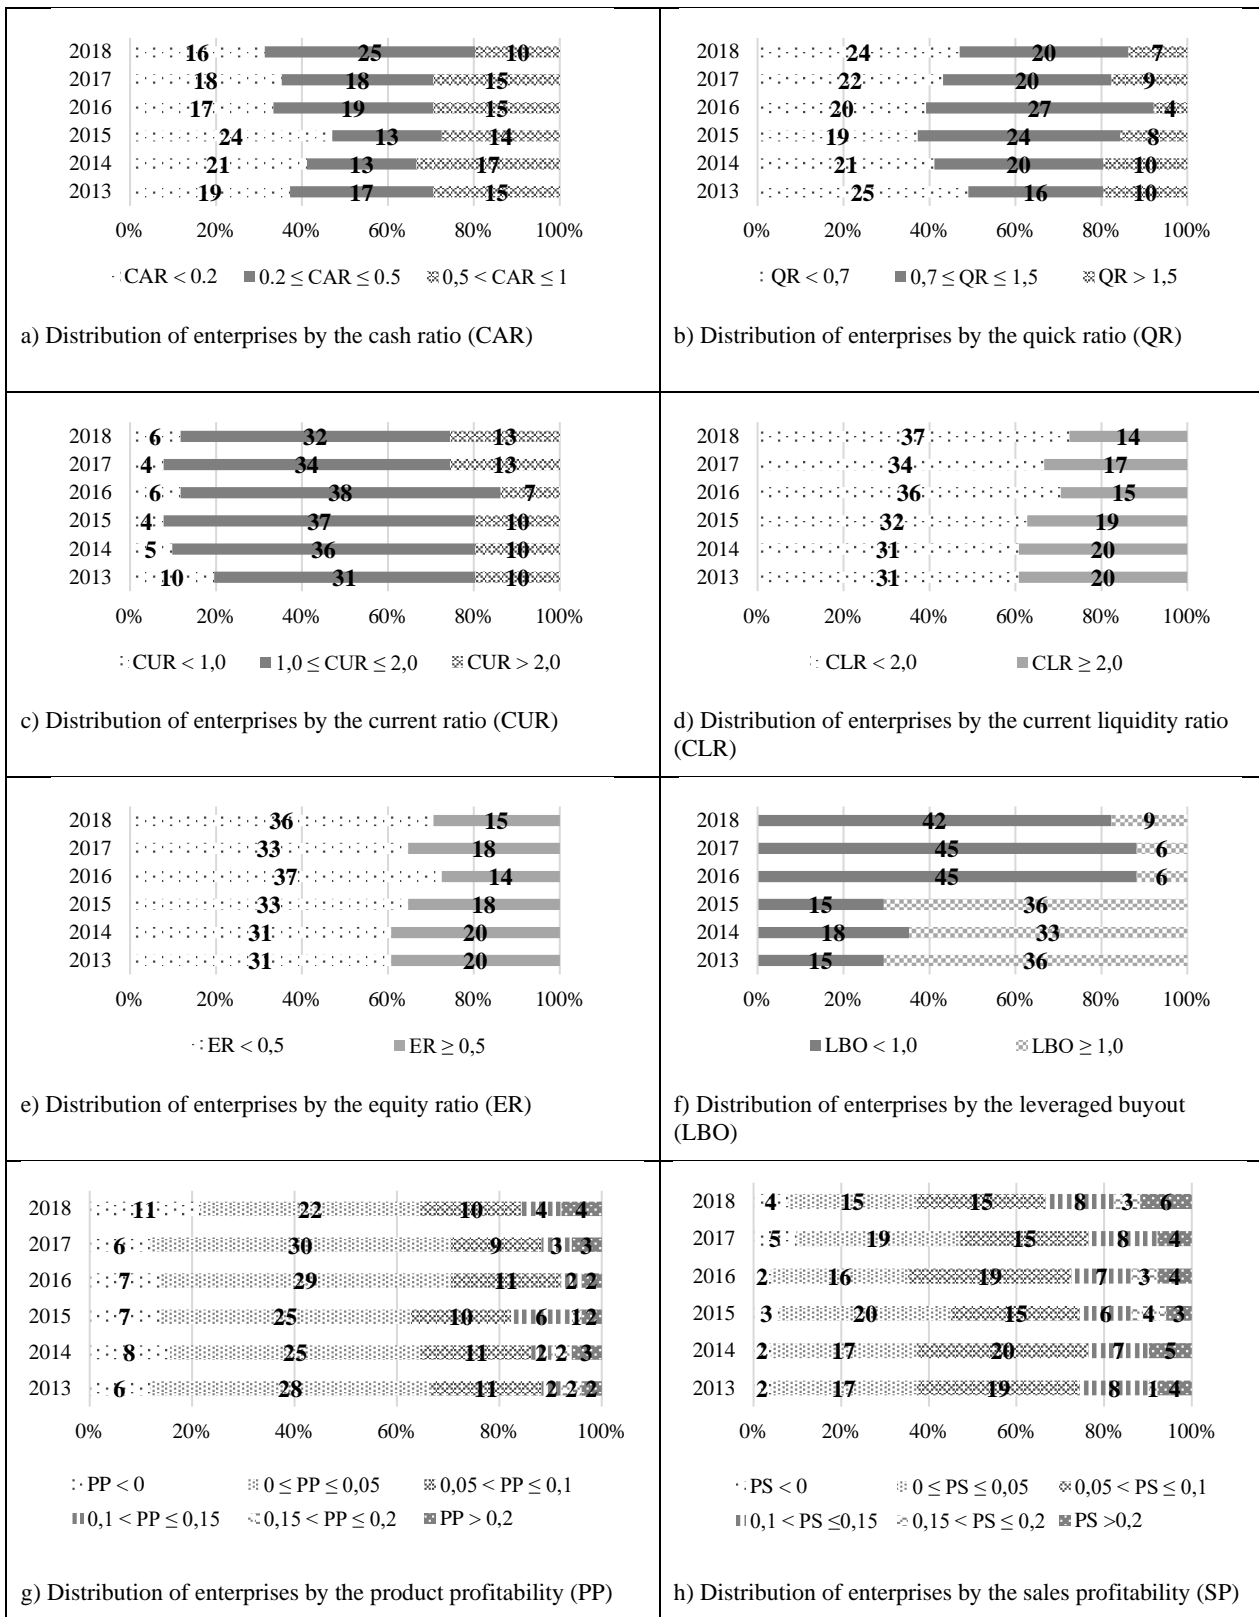 2018 16 25 10
2017 18 18 15
2016 17 19 15
2015 24 13 14
2014 21 13 17
2013 19 17 15
0% 20% 40% 60% 80% 100%
CAR < 0.2 0.2 ≤ CAR ≤ 0.5 0,5 < CAR ≤ 1
a) Distribution of enterprises by the cash ratio (CAR)
2018 24 20 7
2017 22 20 9
2016 20 27 4
2015 19 24 8
2014 21 20 10
2013 25 16 10
0% 20% 40% 60% 80% 100%
QR < 0,7 0,7 ≤ QR ≤ 1,5 QR > 1,5
b) Distribution of enterprises by the quick ratio (QR)
2018 6 32 13
2017 4 34 13
2016 6 38 7
2015 4 37 10
2014 5 36 10
2013 10 31 10
0% 20% 40% 60% 80% 100%
CUR < 1,0 1,0 ≤ CUR ≤ 2,0 CUR > 2,0
c) Distribution of enterprises by the current ratio (CUR)
2018 37 14
2017 34 17
2016 36 15
2015 32 19
2014 31 20
2013 31 20
0% 20% 40% 60% 80% 100%
CLR < 2,0 CLR ≥ 2,0
d) Distribution of enterprises by the current liquidity ratio
(CLR)
2018 36 15
2017 33 18
2016 37 14
2015 33 18
2014 31 20
2013 31 20
0% 20% 40% 60% 80% 100%
ER < 0,5 ER ≥ 0,5
e) Distribution of enterprises by the equity ratio (ER)
2018 42 9
2017 45 6
2016 45 6
2015 15 36
2014 18 33
2013 15 36
0% 20% 40% 60% 80% 100%
LBO < 1,0 LBO ≥ 1,0
f) Distribution of enterprises by the leveraged buyout
(LBO)
2018 11 22 10 4 4
2017 6 30 9 3 3
2016 7 29 11 2 2
2015 7 25 10 6 1 2
2014 8 25 11 2 2 3
2013 6 28 11 2 2 2
0% 20% 40% 60% 80% 100%
PP < 0 0 ≤ PP ≤ 0,05 0,05 < PP ≤ 0,1
0,1 < PP ≤ 0,15 0,15 < PP ≤ 0,2 PP > 0,2
g) Distribution of enterprises by the product profitability (PP)
2018 4 15 15 8 3 6
2017 5 19 15 8 4
2016 2 16 19 7 3 4
2015 3 20 15 6 4 3
2014 2 17 20 7 5
2013 2 17 19 8 1 4
0% 20% 40% 60% 80% 100%
PS < 0 0 ≤ PS ≤ 0,05 0,05 < PS ≤ 0,1
0,1 < PS ≤0,15 0,15 < PS ≤ 0,2 PS >0,2
h) Distribution of enterprises by the sales profitability (SP)